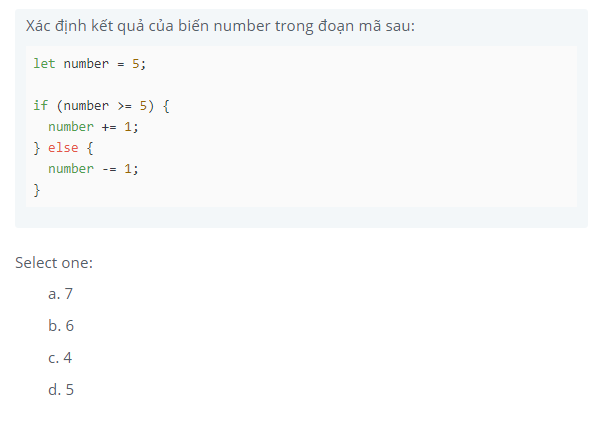 Xác định kết quả của biến number trong đoạn mã sau:
let number = 5;
if (number >= 5) {
number += 1;
} else {
number -= 1;
}
Select one:
a. 7
b. 6
c. 4
d. 5